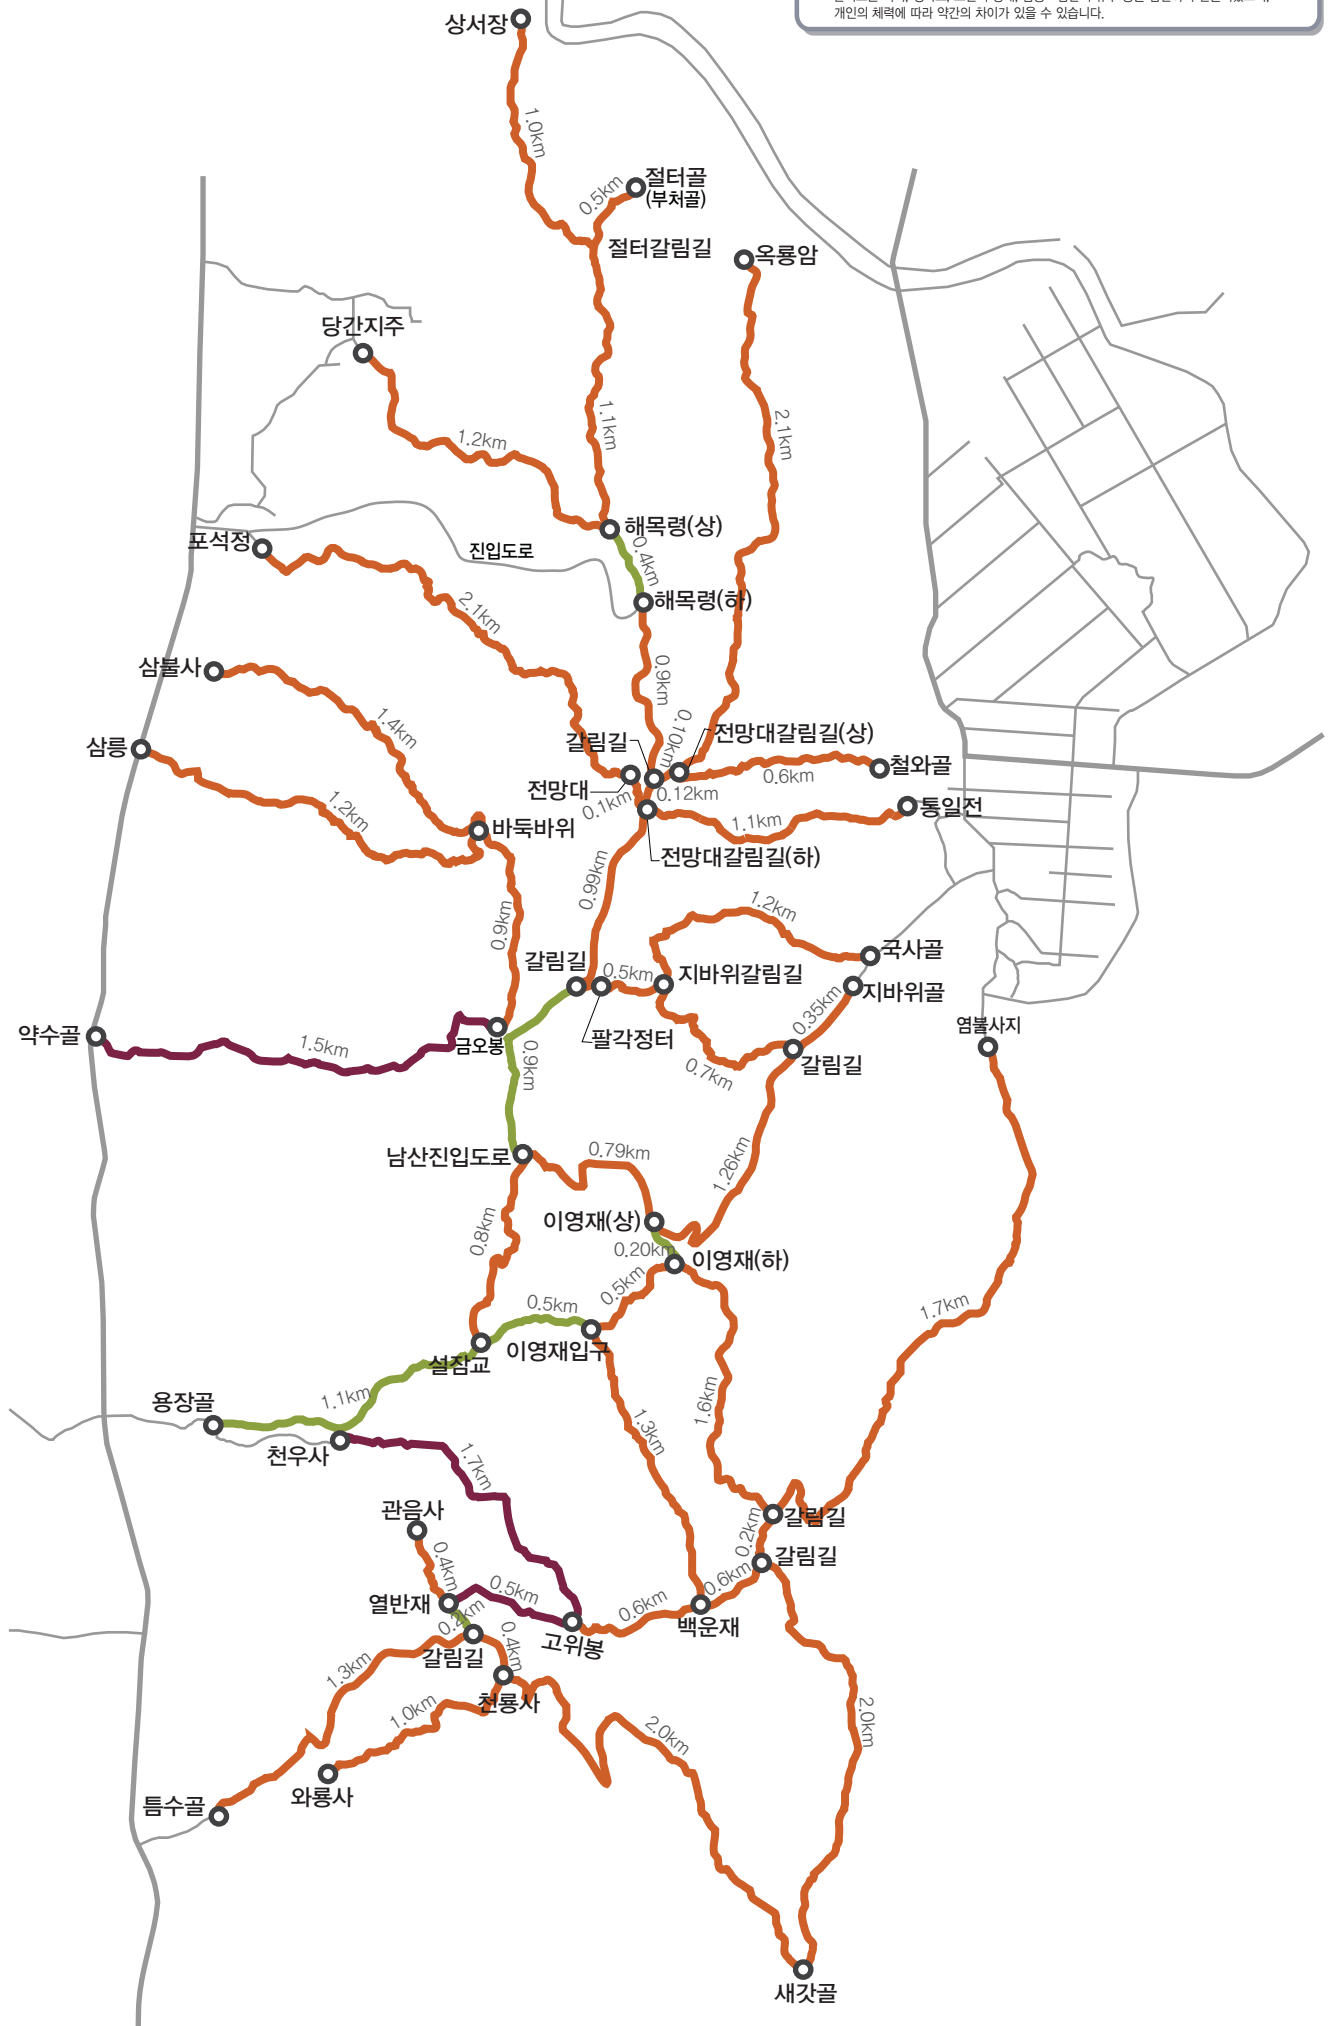 개인의 체력에 따라 약간의 차이가 있을 수 있습니다.
상서장
1.0km
절터골
(부처골)
0.5km
절터갈림길
옥룡암
당간지주
1.1km
2.1km
1.2km
해목령(상)
포석정
진입도로
0.4km
해목령(하)
2.1km
삼불사
0.9km
1.4km
삼릉
갈림길
0.10km
전망대갈림길(상)
철와골
0.6km
전망대
0.1km
0.12km
통일전
1.2km
바둑바위
1.1km
전망대갈림길(하)
0.99km
1.2km
0.9km
국사골
갈림길
0.5km
지바위갈림길
지바위골
0.35km
염불사지
약수골
1.5km
금오봉
팔각정터
0.9km
0.7km
갈림길
남산진입도로
0.79km
1.26km
이영재(상)
0.8km
0.20km
이영재(하)
0.5km
0.5km
1.7km
설잠교
이영재입구
용장골
1.1km
1.6km
천우사
1.7km
1.3km
관음사
갈림길
0.2km
0.4km
갈림길
0.6km
열반재
0.5km
0.6km
0.2km
고위봉
백운재
갈림길
0.4km
1.3km
천룡사
1.0km
2.0km
2.0km
와룡사
틈수골
새갓골